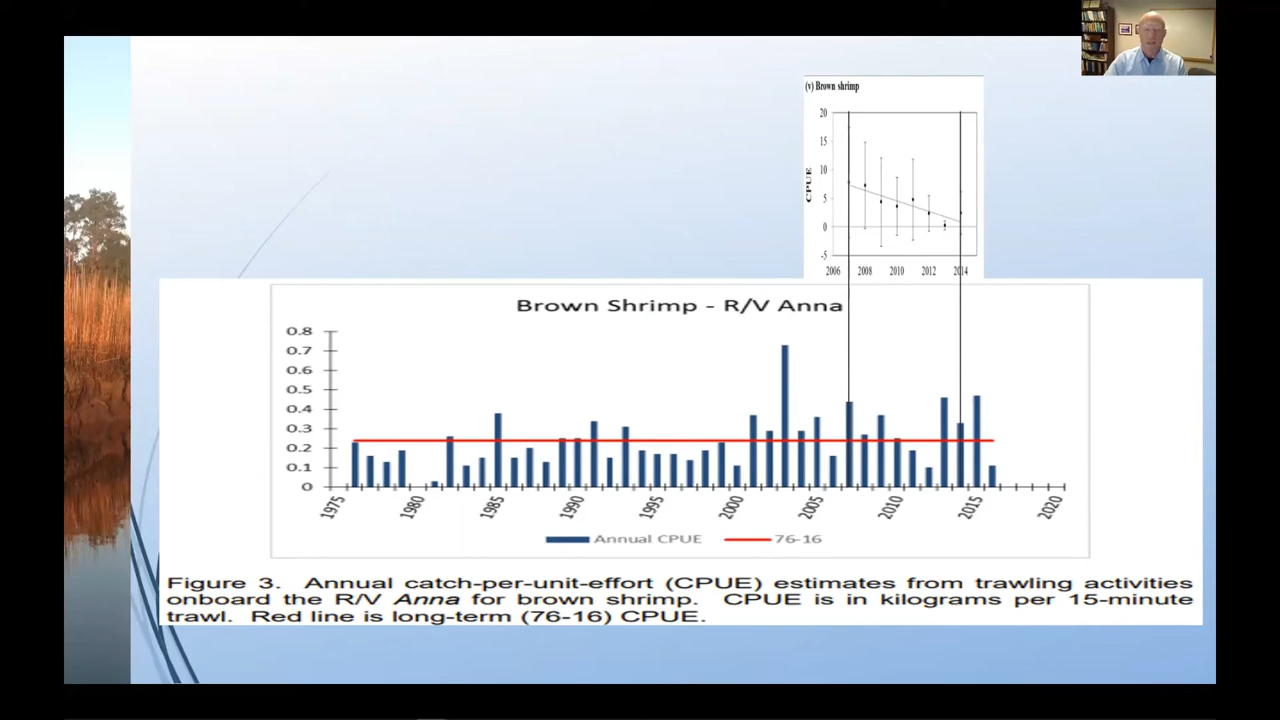 (v) Brown shrimp
20
15
10
5
0
-5
CPUE
2006 2008 2010 2012 2014
Brown Shrimp - R/V Anna
0.8
0.7
0.6
0.5
0.4
0.3
0.2
0.1
0
1975 1980 1985 1990 1995 2000 2005 2010 2015 2020
Annual CPUE 76-16
Figure 3. Annual catch-per-unit-effort (CPUE) estimates from trawling activities
onboard the R/V Anna for brown shrimp. CPUE is in kilograms per 15-minute
trawl. Red line is long-term (76-16) CPUE.